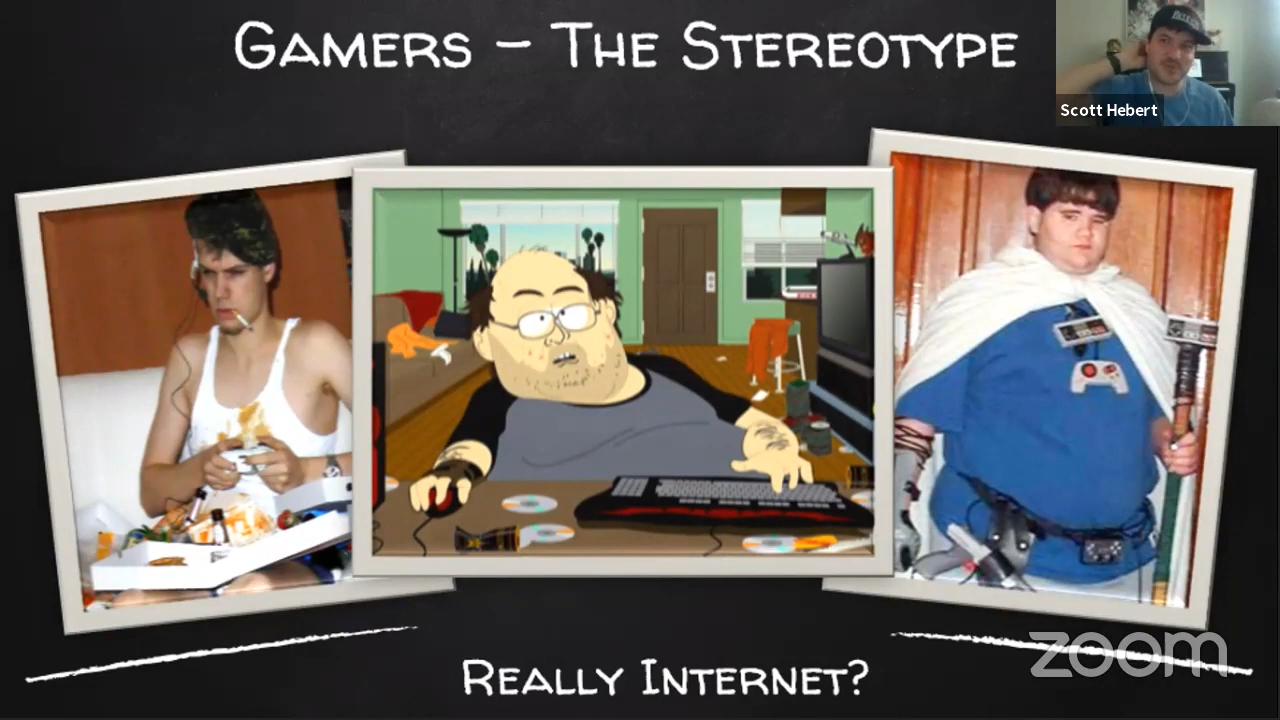 Gamers – The Stereotype
Scott Hebert
zoom
Really Internet?